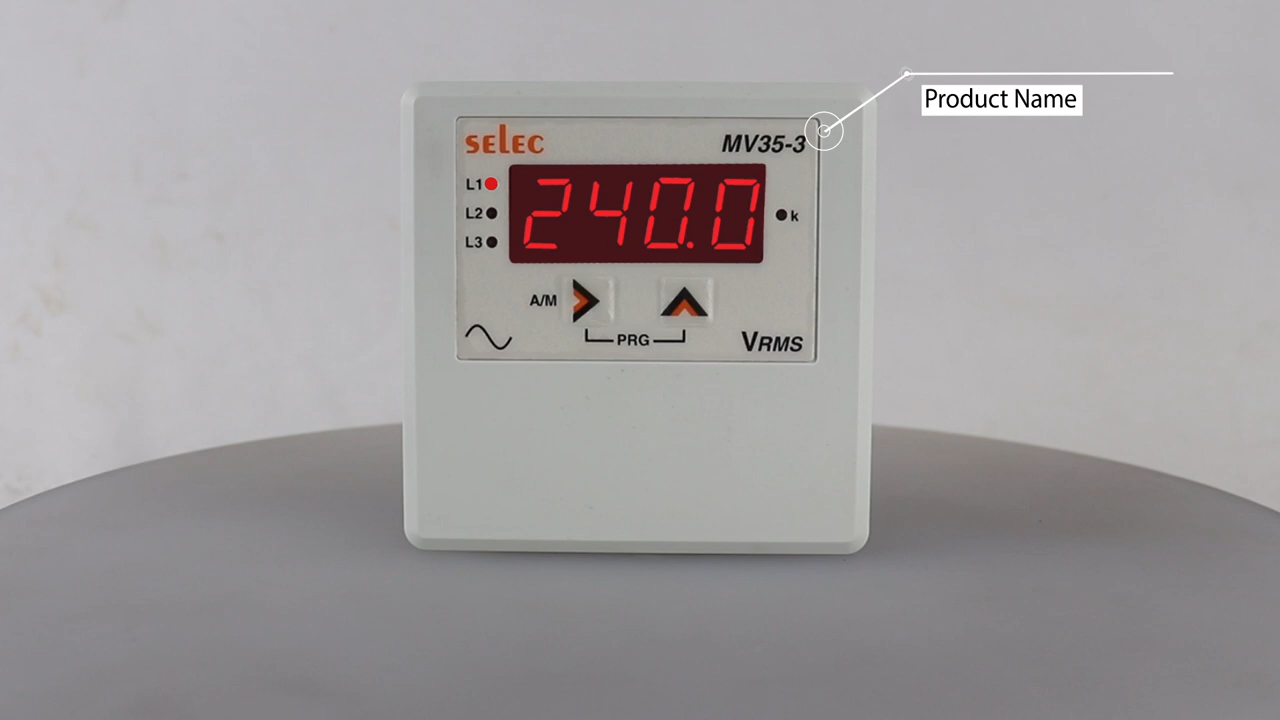 Product Name
SELEC
MV35-3
L1
L2
L3
240.0
k
A/M
PRG
VRMS